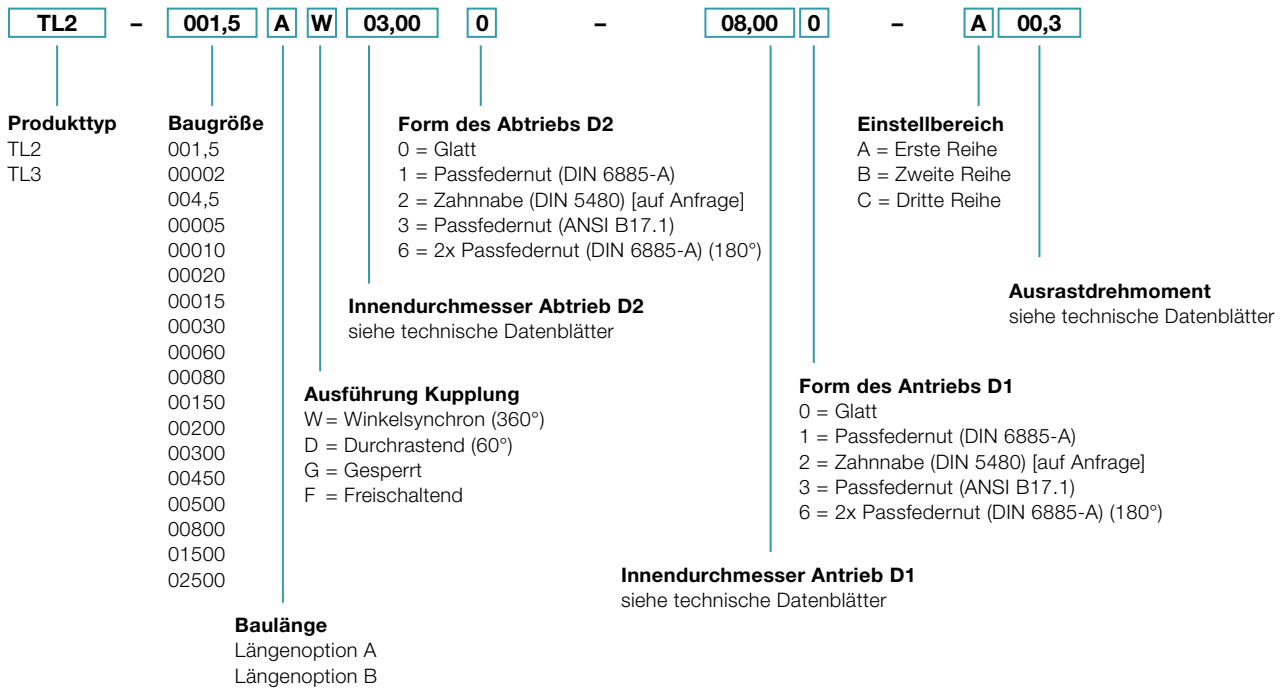 TL2 – 001,5 A W 03,00 0 – 08,00 0 – A 00,3
Produkttyp
TL2
TL3
Baugröße
001,5
00002
004,5
00005
00010
00020
00015
00030
00060
00080
00150
00200
00300
00450
00500
00800
01500
02500
Baulänge
Längenoption A
Längenoption B
Ausführung Kupplung
W = Winkelsynchron (360°)
D = Durchrastend (60°)
G = Gesperrt
F = Freischaltend
Innendurchmesser Abtrieb D2
siehe technische Datenblätter
Form des Abtriebs D2
0 = Glatt
1 = Passfedernut (DIN 6885-A)
2 = Zahnnabe (DIN 5480) [auf Anfrage]
3 = Passfedernut (ANSI B17.1)
6 = 2x Passfedernut (DIN 6885-A) (180°)
Innendurchmesser Antrieb D1
siehe technische Datenblätter
Form des Antriebs D1
0 = Glatt
1 = Passfedernut (DIN 6885-A)
2 = Zahnnabe (DIN 5480) [auf Anfrage]
3 = Passfedernut (ANSI B17.1)
6 = 2x Passfedernut (DIN 6885-A) (180°)
Einstellbereich
A = Erste Reihe
B = Zweite Reihe
C = Dritte Reihe
Ausrastdrehmoment
siehe technische Datenblätter